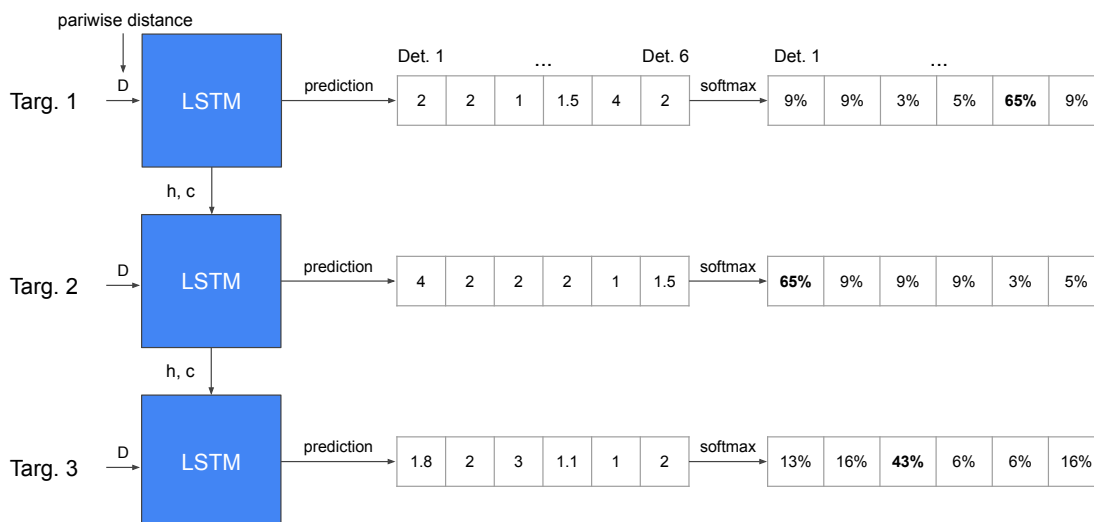 pariwise distance
Det. 1 ... Det. 6 Det. 1 ...
Targ. 1 D LSTM prediction 2 2 1 1.5 4 2 softmax 9% 9% 3% 5% 65% 9%
h, c
Targ. 2 D LSTM prediction 4 2 2 2 1 1.5 softmax 65% 9% 9% 9% 3% 5%
h, c
Targ. 3 D LSTM prediction 1.8 2 3 1.1 1 2 softmax 13% 16% 43% 6% 6% 16%